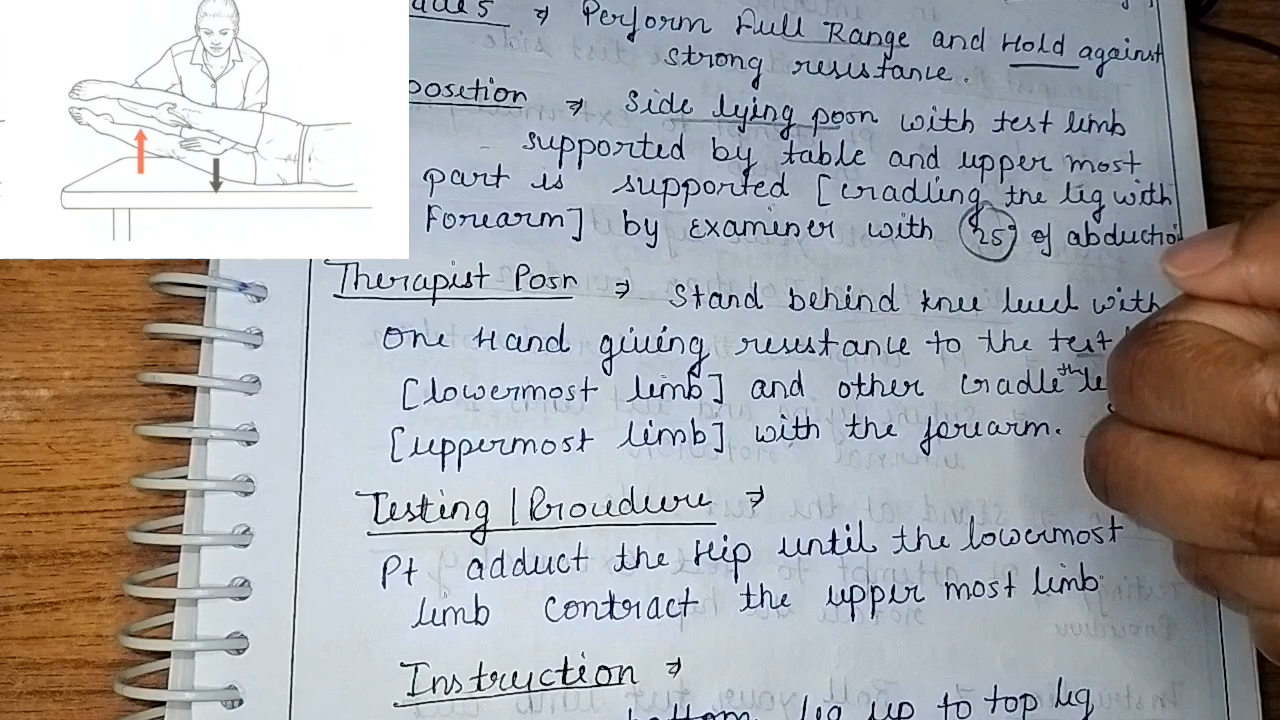 ⇒ Perform Full Range and Hold against
strong resistance.
position ⇒ Side lying posn with test limb
supported by table and upper most
part is supported [cradling the leg with
Forearm] by Examiner with 25° of abductio
Therapist Posn ⇒ Stand behind knee level with
one Hand giving resistance to the test
[lowermost limb] and other cradle the le
[uppermost limb] with the forearm.
Testing / Procedure ⇒
Pt adduct the Hip until the lowermost
limb contract the upper most limb
Instruction ⇒
bottom leg up to top leg